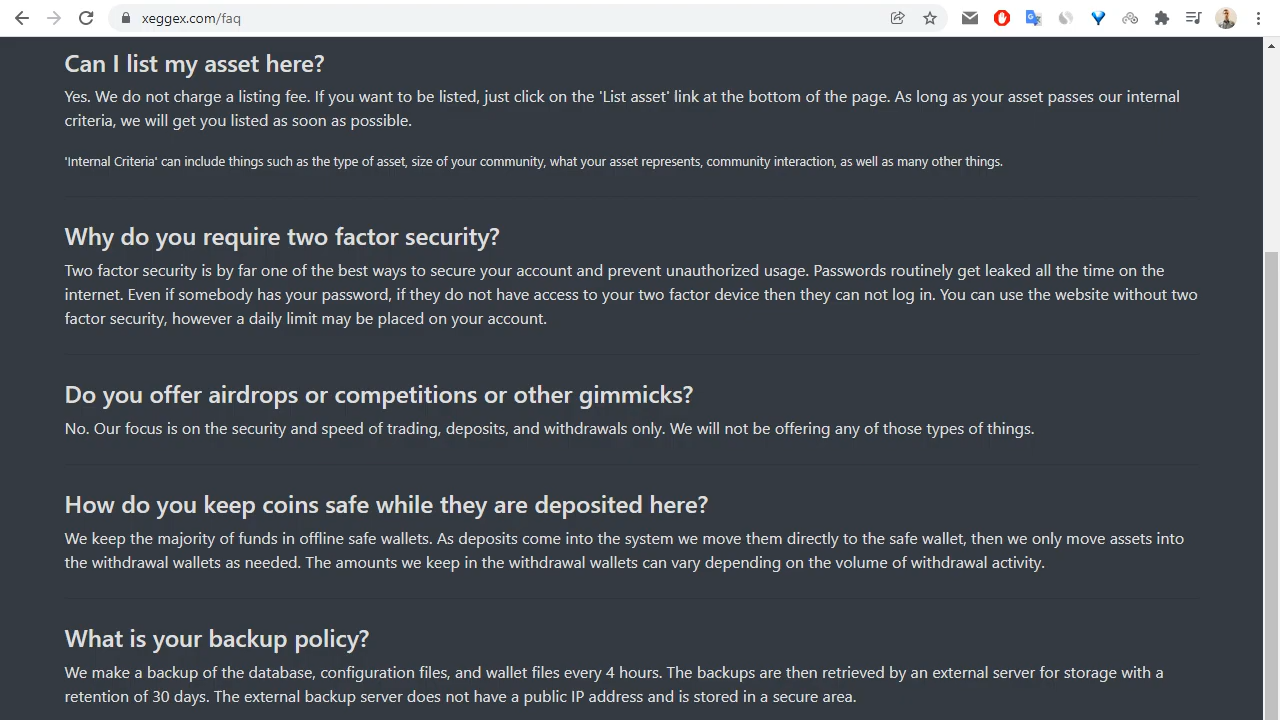 xeggex.com/faq
Can I list my asset here?
Yes. We do not charge a listing fee. If you want to be listed, just click on the 'List asset' link at the bottom of the page. As long as your asset passes our internal
criteria, we will get you listed as soon as possible.
'Internal Criteria' can include things such as the type of asset, size of your community, what your asset represents, community interaction, as well as many other things.
Why do you require two factor security?
Two factor security is by far one of the best ways to secure your account and prevent unauthorized usage. Passwords routinely get leaked all the time on the
internet. Even if somebody has your password, if they do not have access to your two factor device then they can not log in. You can use the website without two
factor security, however a daily limit may be placed on your account.
Do you offer airdrops or competitions or other gimmicks?
No. Our focus is on the security and speed of trading, deposits, and withdrawals only. We will not be offering any of those types of things.
How do you keep coins safe while they are deposited here?
We keep the majority of funds in offline safe wallets. As deposits come into the system we move them directly to the safe wallet, then we only move assets into
the withdrawal wallets as needed. The amounts we keep in the withdrawal wallets can vary depending on the volume of withdrawal activity.
What is your backup policy?
We make a backup of the database, configuration files, and wallet files every 4 hours. The backups are then retrieved by an external server for storage with a
retention of 30 days. The external backup server does not have a public IP address and is stored in a secure area.